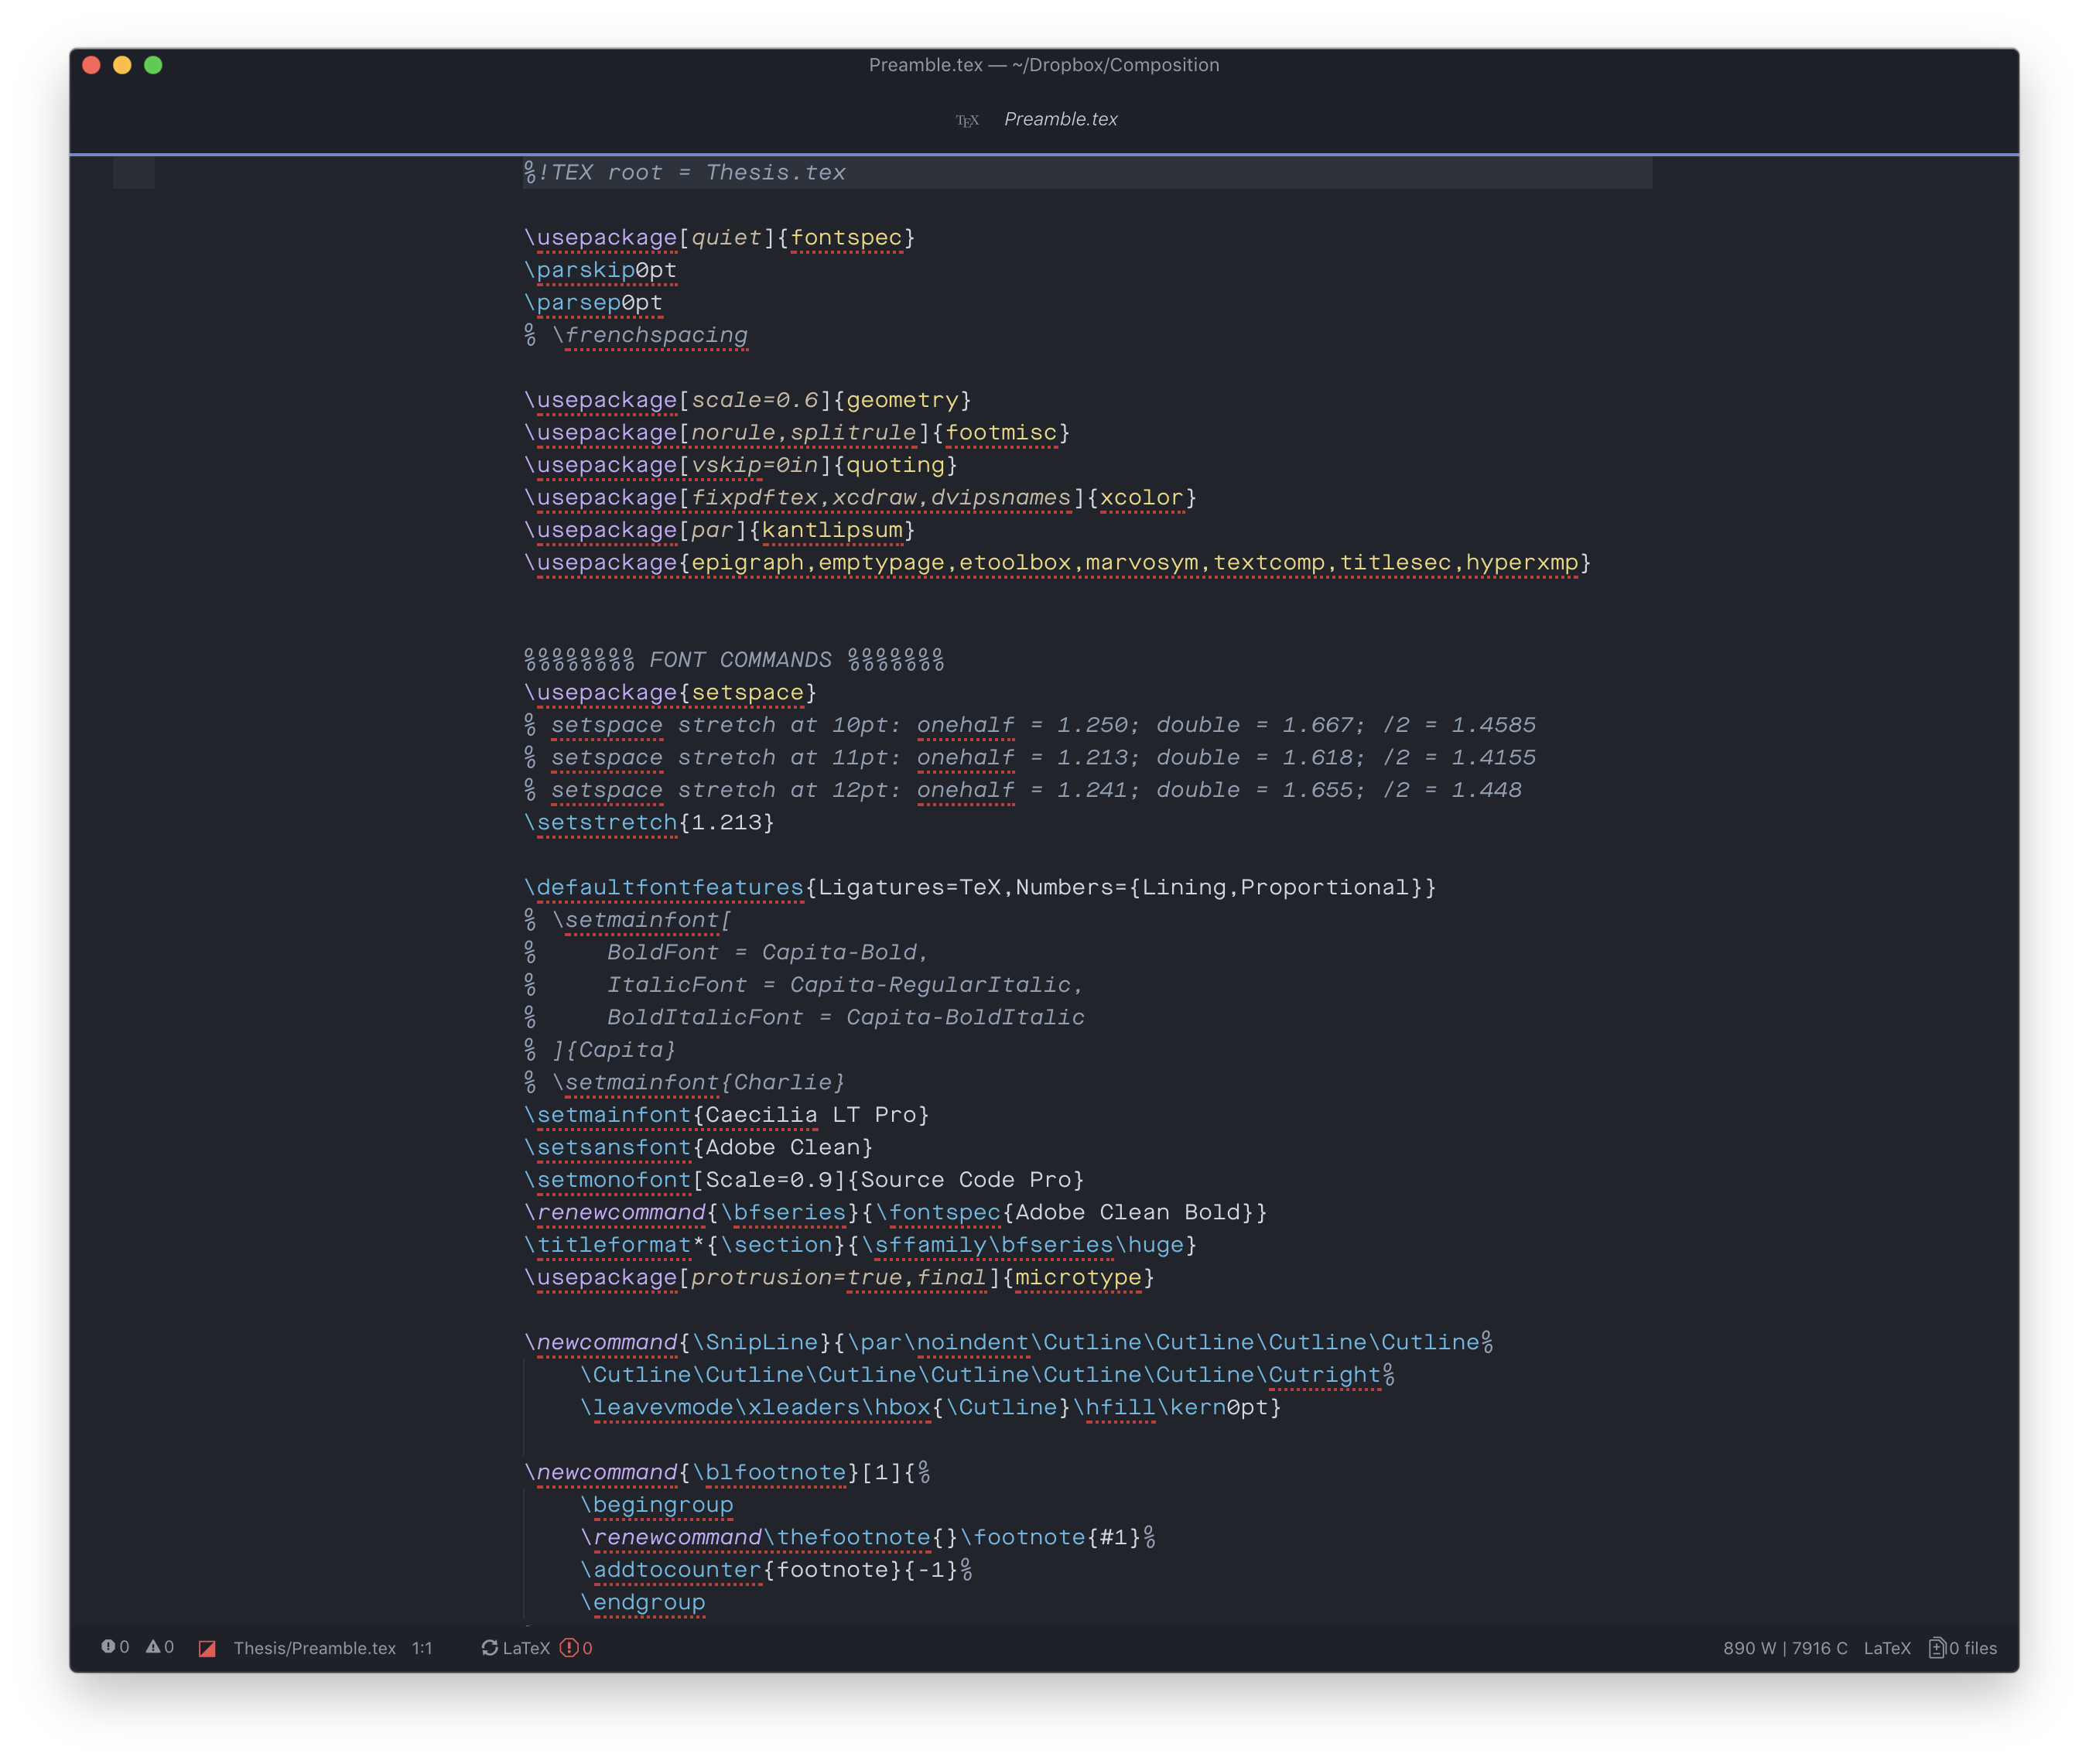 Preamble.tex — ~/Dropbox/Composition
TEX Preamble.tex
%!TEX root = Thesis.tex
\usepackage[quiet]{fontspec}
\parskip0pt
\parsep0pt
% \frenchspacing
\usepackage[scale=0.6]{geometry}
\usepackage[norule,splitrule]{footmisc}
\usepackage[vskip=0in]{quoting}
\usepackage[fixpdftex,xcdraw,dvipsnames]{xcolor}
\usepackage[par]{kantlipsum}
\usepackage{epigraph,emptypage,etoolbox,marvosym,textcomp,titlesec,hyperxmp}
%%%%%%%% FONT COMMANDS %%%%%%%
\usepackage{setspace}
% setspace stretch at 10pt: onehalf = 1.250; double = 1.667; /2 = 1.4585
% setspace stretch at 11pt: onehalf = 1.213; double = 1.618; /2 = 1.4155
% setspace stretch at 12pt: onehalf = 1.241; double = 1.655; /2 = 1.448
\setstretch{1.213}
\defaultfontfeatures{Ligatures=TeX,Numbers={Lining,Proportional}}
% \setmainfont[
%     BoldFont = Capita-Bold,
%     ItalicFont = Capita-RegularItalic,
%     BoldItalicFont = Capita-BoldItalic
% ]{Capita}
% \setmainfont{Charlie}
\setmainfont{Caecilia LT Pro}
\setsansfont{Adobe Clean}
\setmonofont[Scale=0.9]{Source Code Pro}
\renewcommand{\bfseries}{\fontspec{Adobe Clean Bold}}
\titleformat*{\section}{\sffamily\bfseries\huge}
\usepackage[protrusion=true,final]{microtype}
\newcommand{\SnipLine}{\par\noindent\Cutline\Cutline\Cutline\Cutline%
    \Cutline\Cutline\Cutline\Cutline\Cutline\Cutline\Cutright%
    \leavevmode\xleaders\hbox{\Cutline}\hfill\kern0pt}
\newcommand{\blfootnote}[1]{%
    \begingroup
    \renewcommand\thefootnote{}\footnote{#1}%
    \addtocounter{footnote}{-1}%
    \endgroup
0 0 Thesis/Preamble.tex 1:1 LaTeX 0 890 W | 7916 C LaTeX 0 files